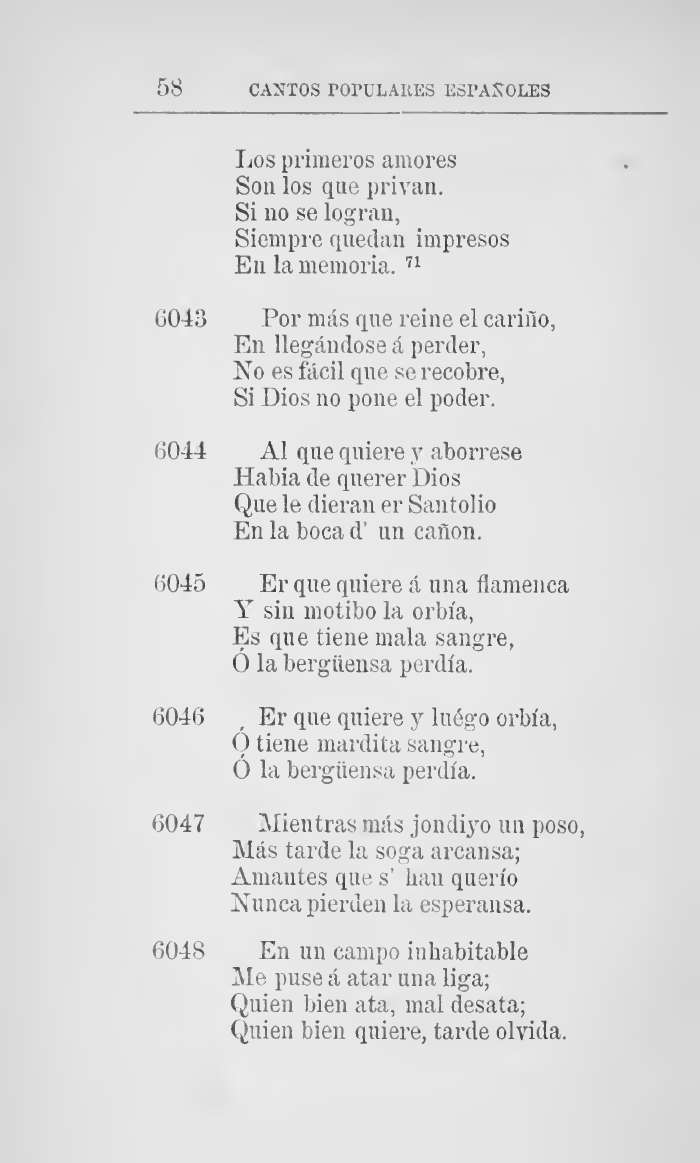 58 CANTOS POPULARES ESPAÑOLES
Los primeros amores
Son los que privan.
Si no se logran,
Siempre quedan impresos
En la memoria. ⁷¹
6043 Por más que reine el cariño,
En llegándose á perder,
No es fácil que se recobre,
Si Dios no pone el poder.
6044 Al que quiere y aborrese
Habia de querer Dios
Que le dieran er Santolio
En la boca d' un cañon.
6045 Er que quiere á una flamenca
Y sin motibo la orbía,
Es que tiene mala sangre,
Ó la bergüensa perdía.
6046 Er que quiere y luégo orbía,
Ó tiene mardita sangre,
Ó la bergüensa perdía.
6047 Mientras más jondiyo un poso,
Más tarde la soga arcansa;
Amantes que s' han querío
Nunca pierden la esperansa.
6048 En un campo inhabitable
Me puse á atar una liga;
Quien bien ata, mal desata;
Quien bien quiere, tarde olvida.